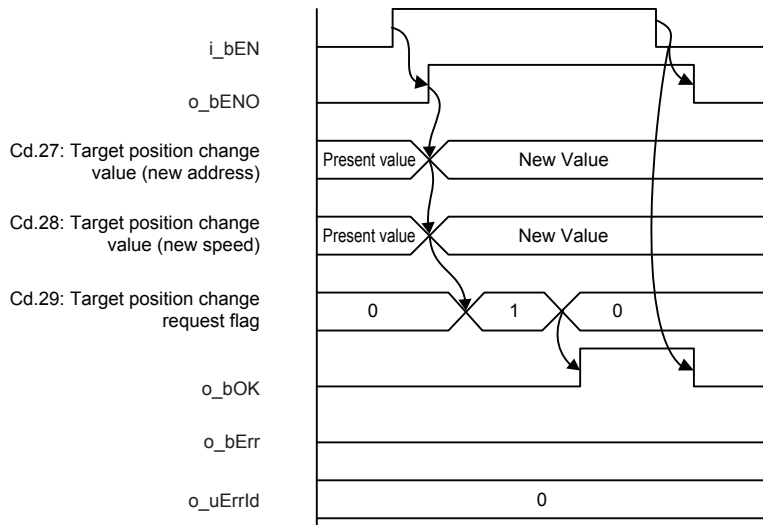 i_bEN
o_bENO
Cd.27: Target position change
value (new address)
Present value
New Value
Cd.28: Target position change
value (new speed)
Present value
New Value
Cd.29: Target position change
request flag
0
1
0
o_bOK
o_bErr
o_uErrId
0